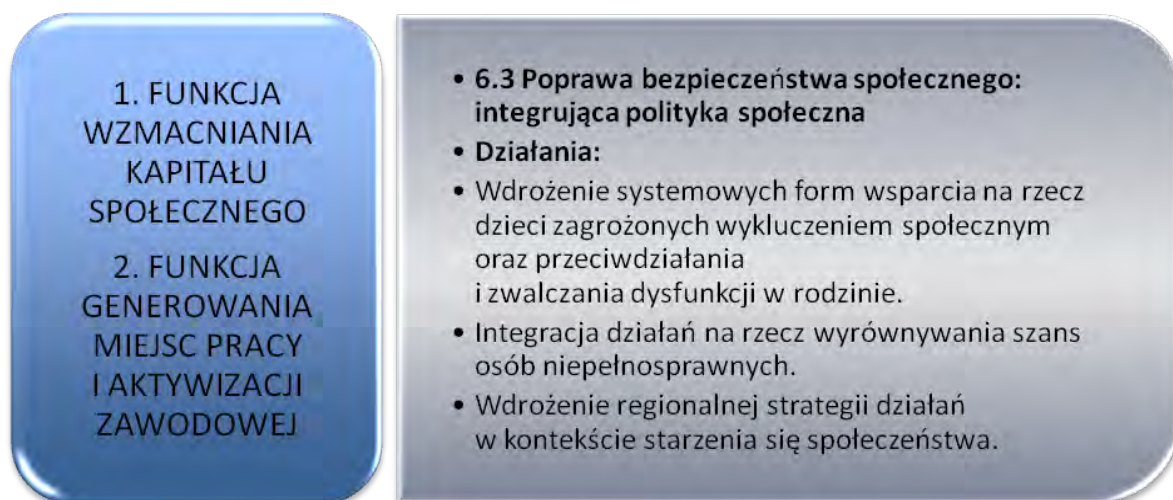 1. FUNKCJA
WZMACNIANIA
KAPITAŁU
SPOŁECZNEGO
2. FUNKCJA
GENEROWANIA
MIEJSC PRACY
I AKTYWIZACJI
ZAWODOWEJ
• 6.3 Poprawa bezpieczeństwa społecznego:
integrująca polityka społeczna
• Działania:
• Wdrożenie systemowych form wsparcia na rzecz
dzieci zagrożonych wykluczeniem społecznym
oraz przeciwdziałania
i zwalczania dysfunkcji w rodzinie.
• Integracja działań na rzecz wyrównywania szans
osób niepełnosprawnych.
• Wdrożenie regionalnej strategii działań
w kontekście starzenia się społeczeństwa.